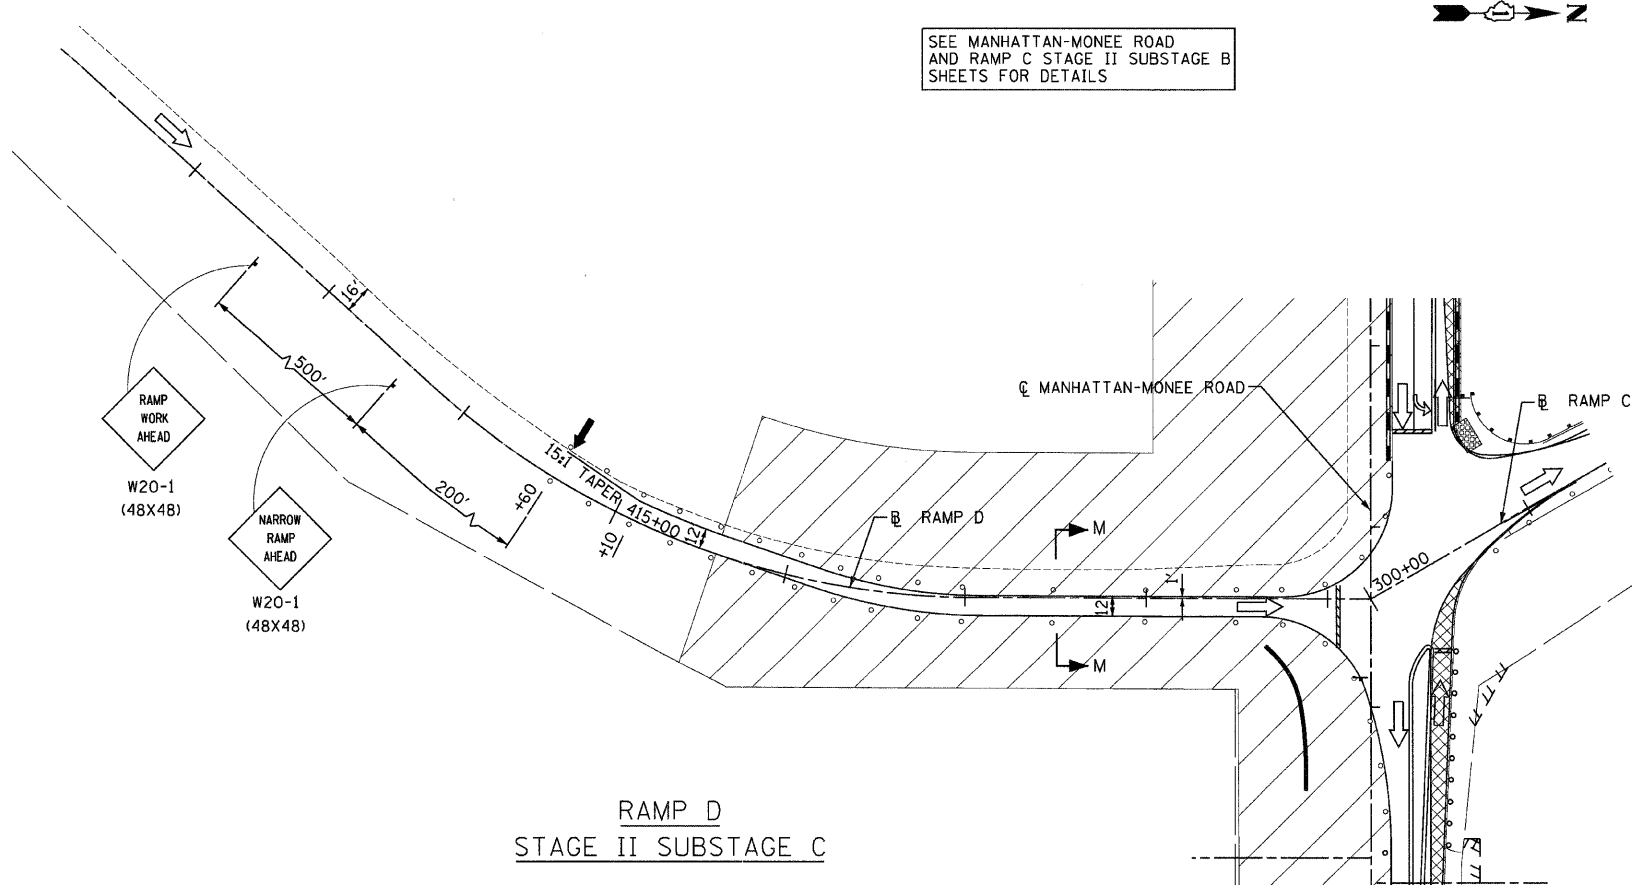 N
SEE MANHATTAN-MONEE ROAD
AND RAMP C STAGE II SUBSTAGE B
SHEETS FOR DETAILS
16'
500'
RAMP
WORK
AHEAD
W20-1
(48X48)
200'
NARROW
RAMP
AHEAD
W20-1
(48X48)
15:1 TAPER
+60
+10
415+00
12'
℄ MANHATTAN-MONEE ROAD
B RAMP C
B RAMP D
M
M
1'
12'
300+00
RAMP D
STAGE II SUBSTAGE C